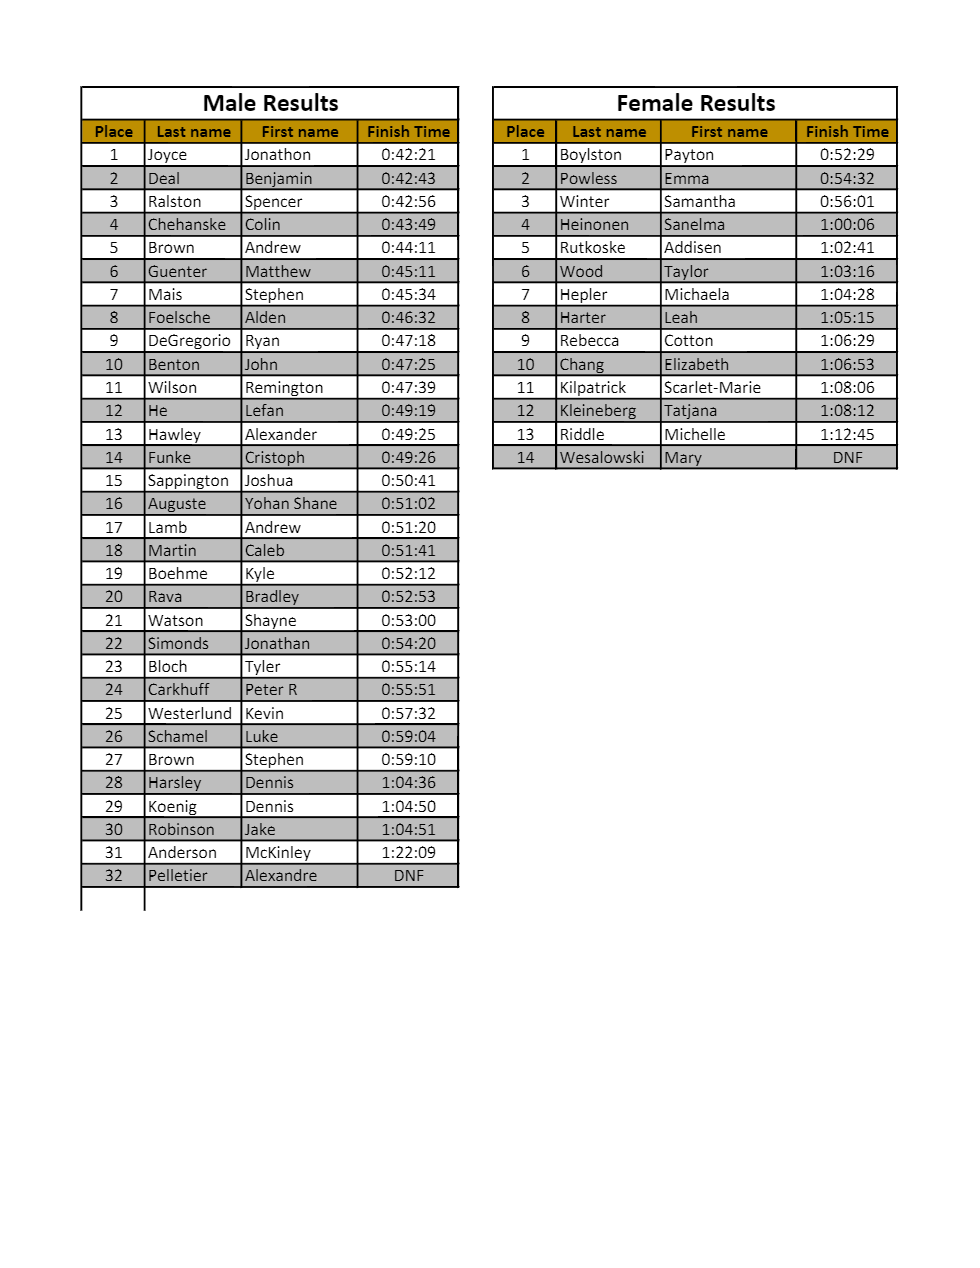 Male Results
Place Last name First name Finish Time
1 Joyce Jonathon 0:42:21
2 Deal Benjamin 0:42:43
3 Ralston Spencer 0:42:56
4 Chehanske Colin 0:43:49
5 Brown Andrew 0:44:11
6 Guenter Matthew 0:45:11
7 Mais Stephen 0:45:34
8 Foelsche Alden 0:46:32
9 DeGregorio Ryan 0:47:18
10 Benton John 0:47:25
11 Wilson Remington 0:47:39
12 He Lefan 0:49:19
13 Hawley Alexander 0:49:25
14 Funke Cristoph 0:49:26
15 Sappington Joshua 0:50:41
16 Auguste Yohan Shane 0:51:02
17 Lamb Andrew 0:51:20
18 Martin Caleb 0:51:41
19 Boehme Kyle 0:52:12
20 Rava Bradley 0:52:53
21 Watson Shayne 0:53:00
22 Simonds Jonathan 0:54:20
23 Bloch Tyler 0:55:14
24 Carkhuff Peter R 0:55:51
25 Westerlund Kevin 0:57:32
26 Schamel Luke 0:59:04
27 Brown Stephen 0:59:10
28 Harsley Dennis 1:04:36
29 Koenig Dennis 1:04:50
30 Robinson Jake 1:04:51
31 Anderson McKinley 1:22:09
32 Pelletier Alexandre DNF
Female Results
Place Last name First name Finish Time
1 Boylston Payton 0:52:29
2 Powless Emma 0:54:32
3 Winter Samantha 0:56:01
4 Heinonen Sanelma 1:00:06
5 Rutkoske Addisen 1:02:41
6 Wood Taylor 1:03:16
7 Hepler Michaela 1:04:28
8 Harter Leah 1:05:15
9 Rebecca Cotton 1:06:29
10 Chang Elizabeth 1:06:53
11 Kilpatrick Scarlet-Marie 1:08:06
12 Kleineberg Tatjana 1:08:12
13 Riddle Michelle 1:12:45
14 Wesalowski Mary DNF